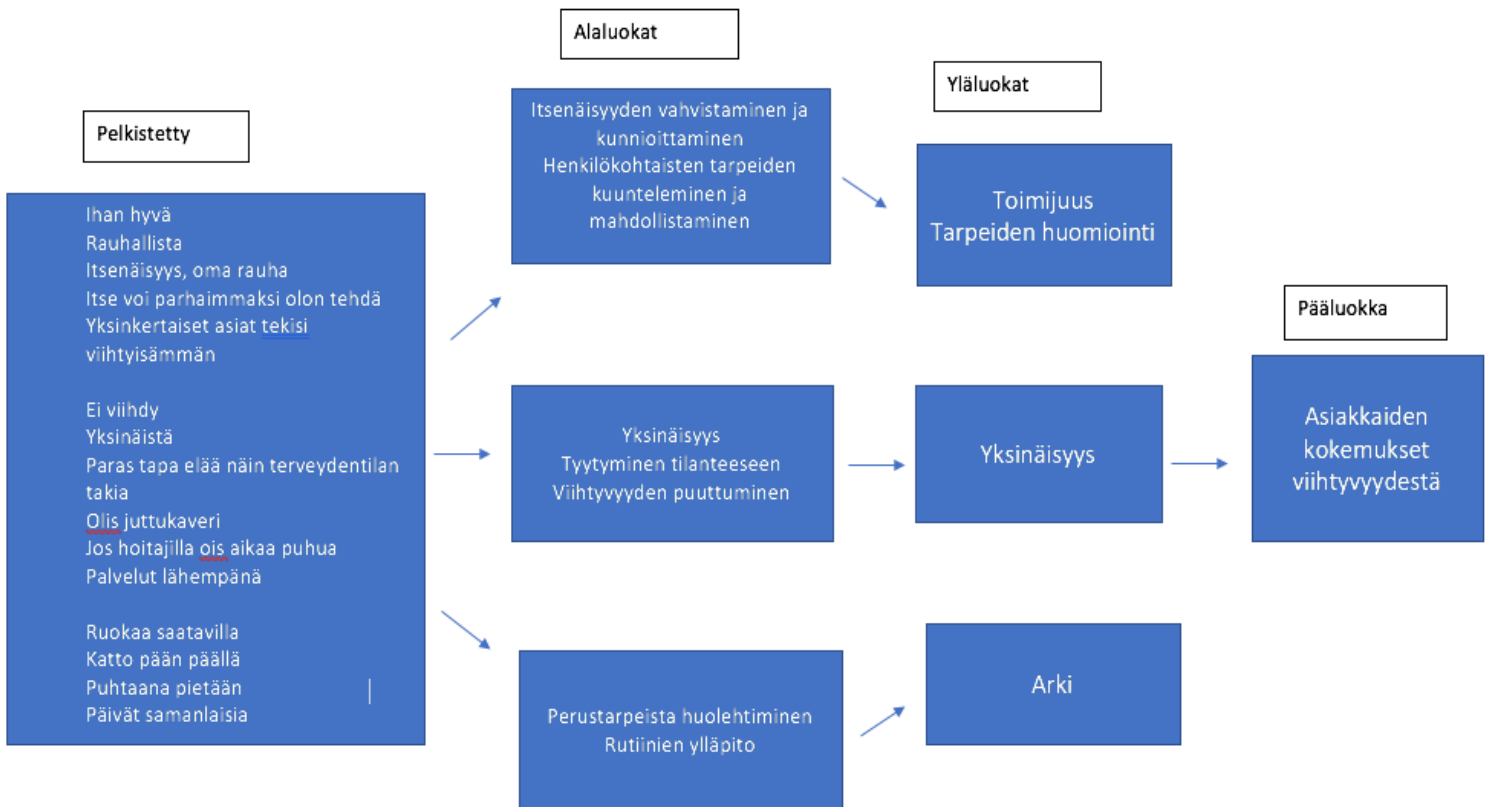 Pelkistetty
Ihan hyvä
Rauhallista
Itsenäisyys, oma rauha
Itse voi parhaimmaksi olon tehdä
Yksinkertaiset asiat tekisi
viihtyisämmän
Ei viihdy
Yksinäistä
Paras tapa elää näin terveydentilan
takia
Olis juttukaveri
Jos hoitajilla ois aikaa puhua
Palvelut lähempänä
Ruokaa saatavilla
Katto pään päällä
Puhtaana pietään
Päivät samanlaisia
Alaluokat
Itsenäisyyden vahvistaminen ja
kunnioittaminen
Henkilökohtaisten tarpeiden
kuunteleminen ja
mahdollistaminen
Yksinäisyys
Tyytyminen tilanteeseen
Viihtyvyyden puuttuminen
Perustarpeista huolehtiminen
Rutiinien ylläpito
Yläluokat
Toimijuus
Tarpeiden huomiointi
Yksinäisyys
Arki
Pääluokka
Asiakkaiden
kokemukset
viihtyvyydestä